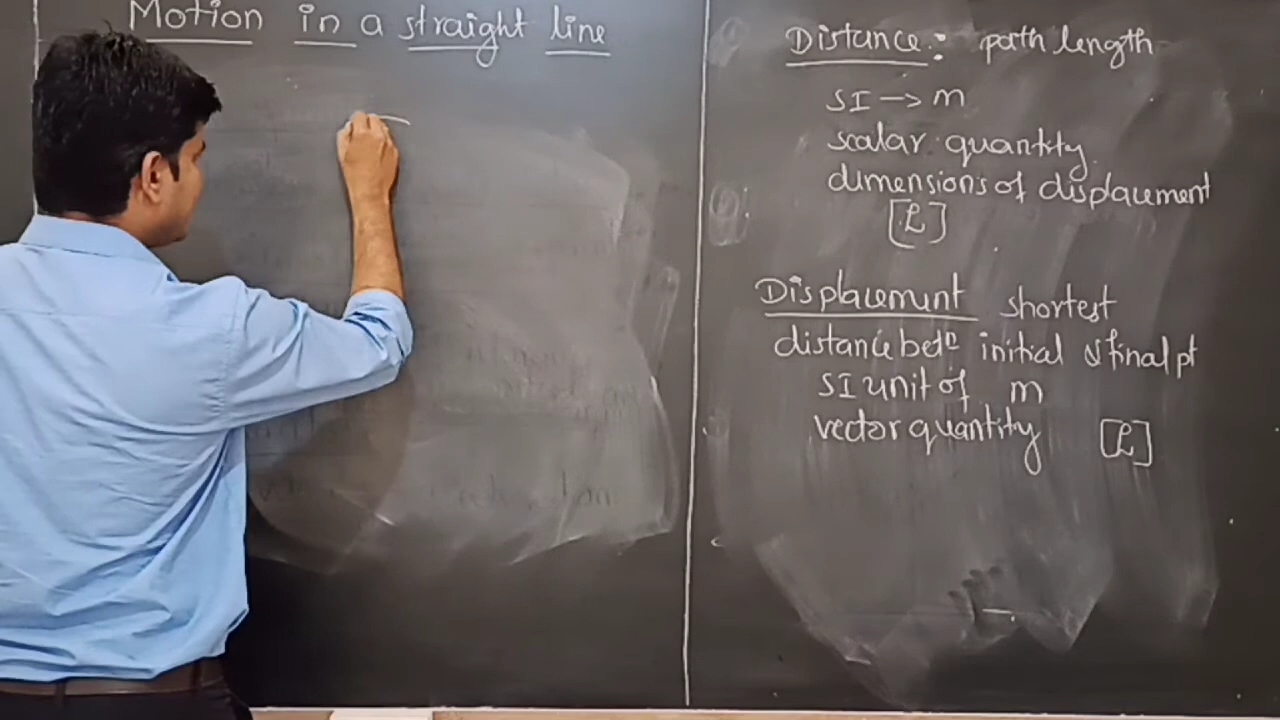 Motion in a straight line
Distance: path length
SI → m
scalar quantity
dimensions of displacement
[L]
Displacement shortest
distance betⁿ initial & final pt
SI unit of m
vector quantity [L]